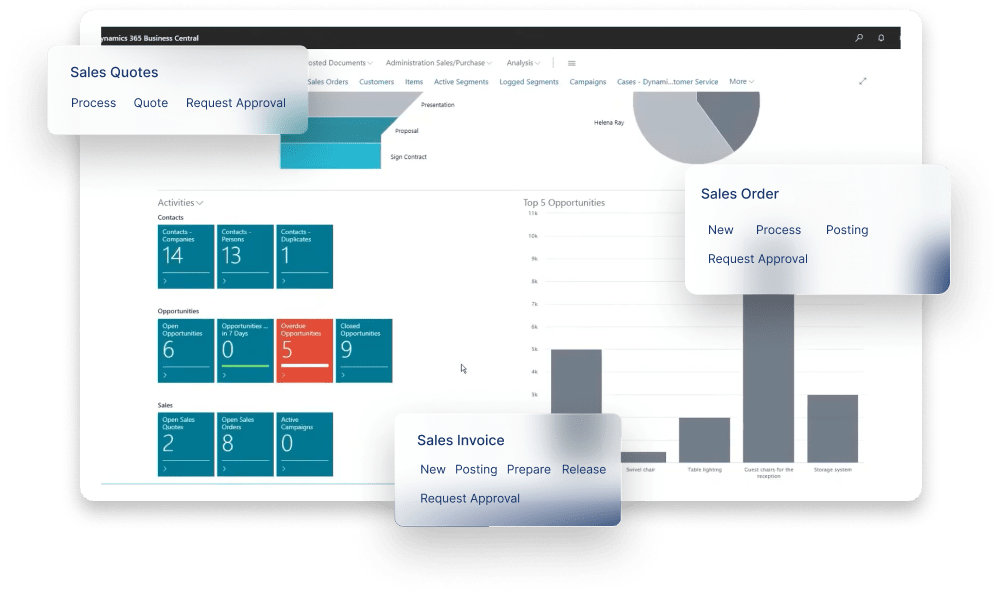 ynamics 365 Business Central
Sales Quotes
Process Quote Request Approval
osted Documents Administration Sales/Purchase Analysis
Sales Orders Customers Items Active Segments Logged Segments Campaigns Cases - Dynami...tomer Service More
Presentation
Proposal
Sign Contract
Helena Ray
Sales Order
New Process Posting
Request Approval
Activities
Contacts
Contacts - Companies
14
Contacts - Persons
13
Contacts - Duplicates
1
Opportunities
Open Opportunities
6
Opportunities ... in 7 Days
0
Overdue Opportunities
5
Closed Opportunities
9
Sales
Open Sales Quotes
2
Open Sales Orders
8
Active Campaigns
0
Top 5 Opportunities
11k
10k
9k
8k
7k
6k
5k
4k
3k
Swivel chair
Table lighting
Guest chairs for the reception
Storage system
Sales Invoice
New Posting Prepare Release
Request Approval